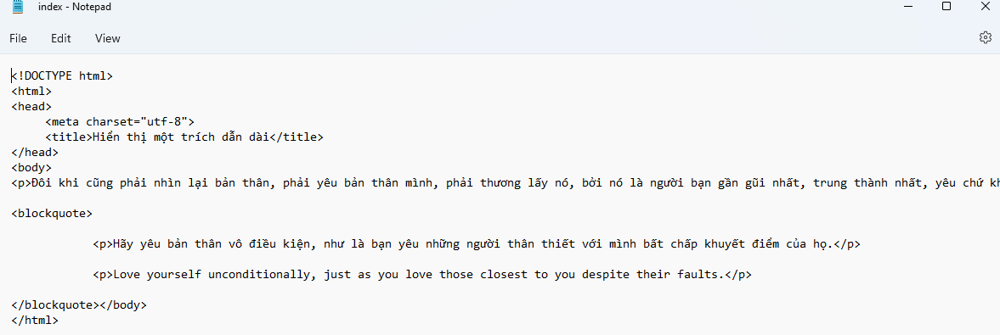 index - Notepad
File Edit View
<!DOCTYPE html>
<html>
<head>
<meta charset="utf-8">
<title>Hiển thị một trích dẫn dài</title>
</head>
<body>
<p>Đôi khi cũng phải nhìn lại bản thân, phải yêu bản thân mình, phải thương lấy nó, bởi nó là người bạn gần gũi nhất, trung thành nhất, yêu chứ
<blockquote>
<p>Hãy yêu bản thân vô điều kiện, như là bạn yêu những người thân thiết với mình bất chấp khuyết điểm của họ.</p>
<p>Love yourself unconditionally, just as you love those closest to you despite their faults.</p>
</blockquote></body>
</html>